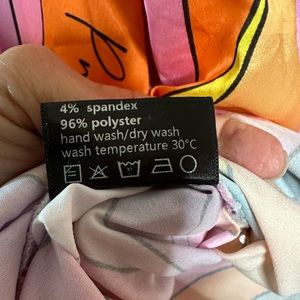 4% spandex
96% polyster
hand wash/dry wash
wash temperature 30°C